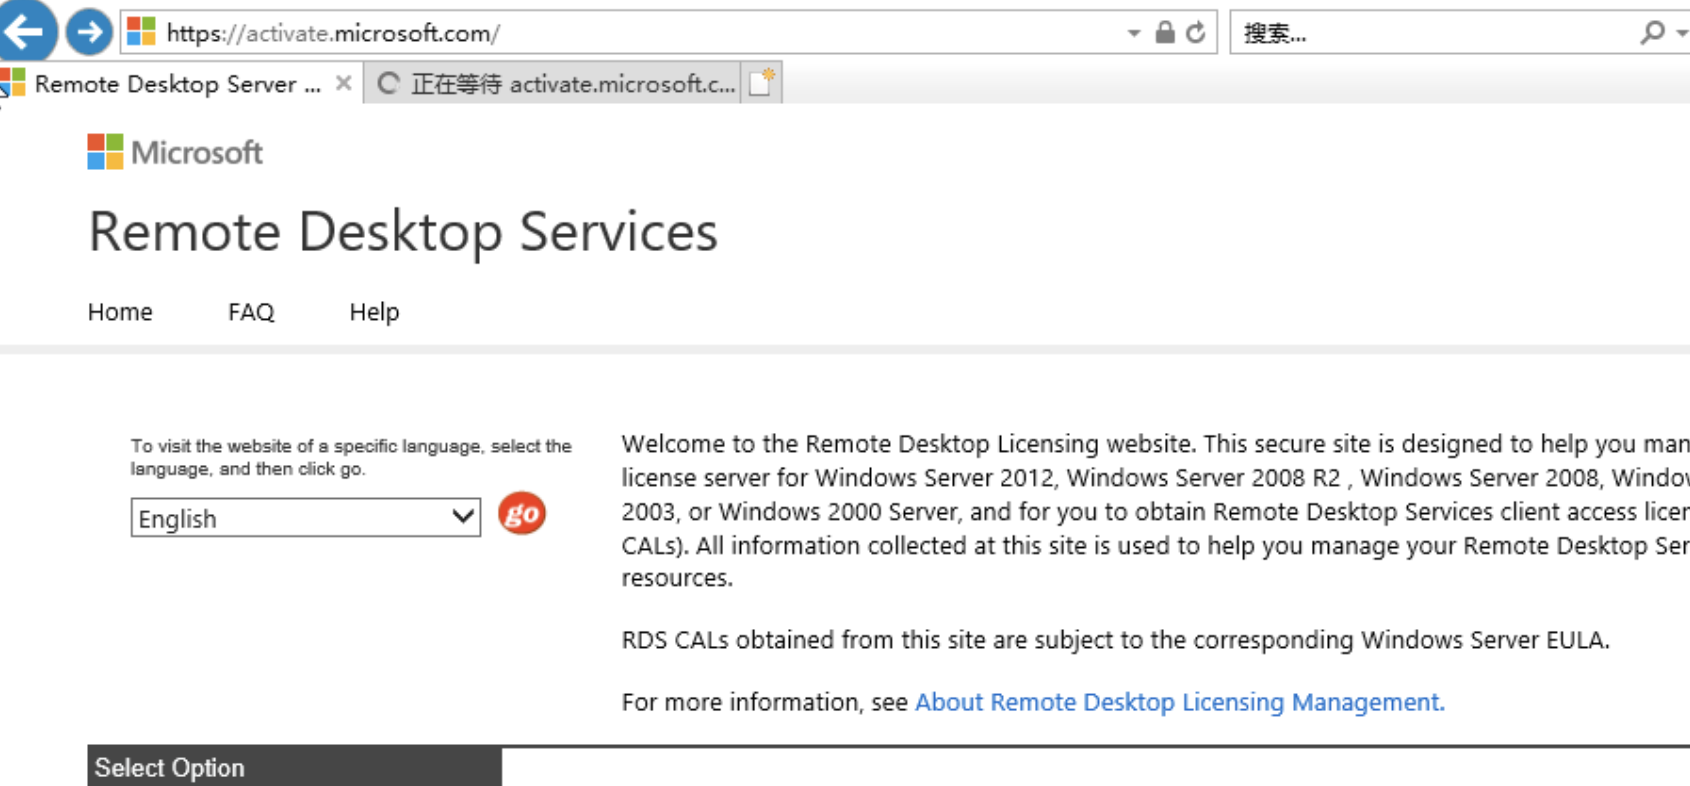 https://activate.microsoft.com/
搜索...
Remote Desktop Server ...
正在等待 activate.microsoft.c...
Microsoft
Remote Desktop Services
Home FAQ Help
To visit the website of a specific language, select the
language, and then click go.
English
go
Welcome to the Remote Desktop Licensing website. This secure site is designed to help you man
license server for Windows Server 2012, Windows Server 2008 R2 , Windows Server 2008, Window
2003, or Windows 2000 Server, and for you to obtain Remote Desktop Services client access licen
CALs). All information collected at this site is used to help you manage your Remote Desktop Ser
resources.
RDS CALs obtained from this site are subject to the corresponding Windows Server EULA.
For more information, see About Remote Desktop Licensing Management.
Select Option